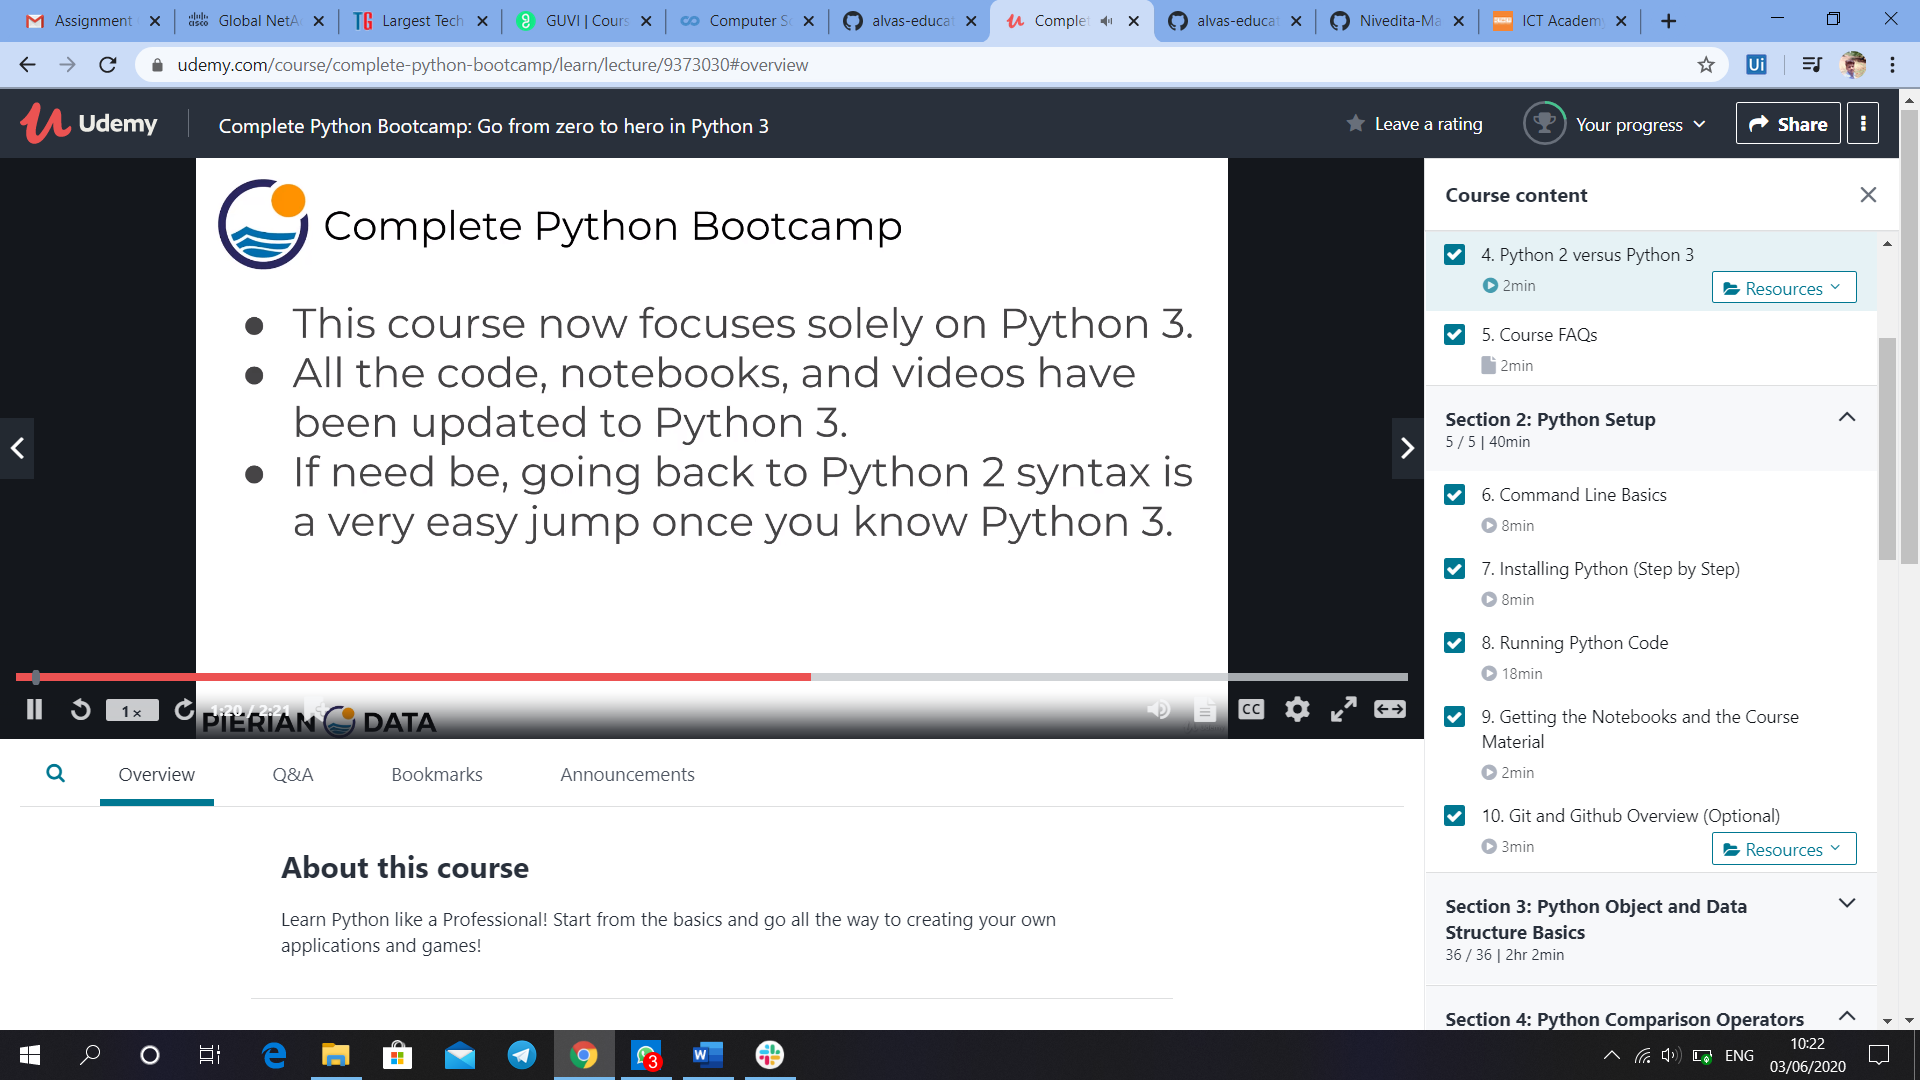 Assignment
cisco
Global NetA
TG
Largest Tech
GUVI | Cours
Computer Sc
alvas-educat
Complet
alvas-educat
Nivedita-Ma
ICT Academy
udemy.com/course/complete-python-bootcamp/learn/lecture/9373030#overview
Ui
Udemy
Complete Python Bootcamp: Go from zero to hero in Python 3
Leave a rating
Your progress
Share
Complete Python Bootcamp
● This course now focuses solely on Python 3.
● All the code, notebooks, and videos have
been updated to Python 3.
● If need be, going back to Python 2 syntax is
a very easy jump once you know Python 3.
1x
1:20 / 2:21
PIERIAN DATA
CC
Course content
4. Python 2 versus Python 3
2min
Resources
5. Course FAQs
2min
Section 2: Python Setup
5 / 5 | 40min
6. Command Line Basics
8min
7. Installing Python (Step by Step)
8min
8. Running Python Code
18min
9. Getting the Notebooks and the Course
Material
2min
10. Git and Github Overview (Optional)
3min
Resources
Section 3: Python Object and Data
Structure Basics
36 / 36 | 2hr 2min
Section 4: Python Comparison Operators
Overview
Q&A
Bookmarks
Announcements
About this course
Learn Python like a Professional! Start from the basics and go all the way to creating your own
applications and games!
3
W
ENG
10:22
03/06/2020